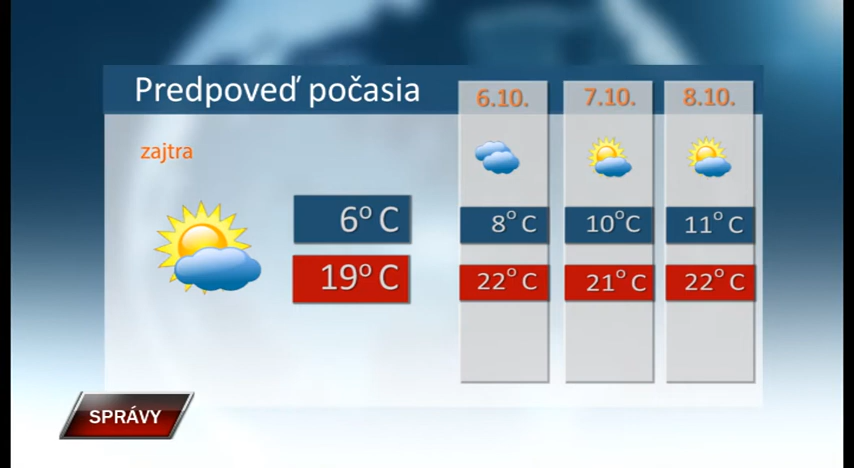 Predpoveď počasia
zajtra
6° C
19° C
6.10.
8° C
22° C
7.10.
10°C
21° C
8.10.
11° C
22° C
SPRÁVY